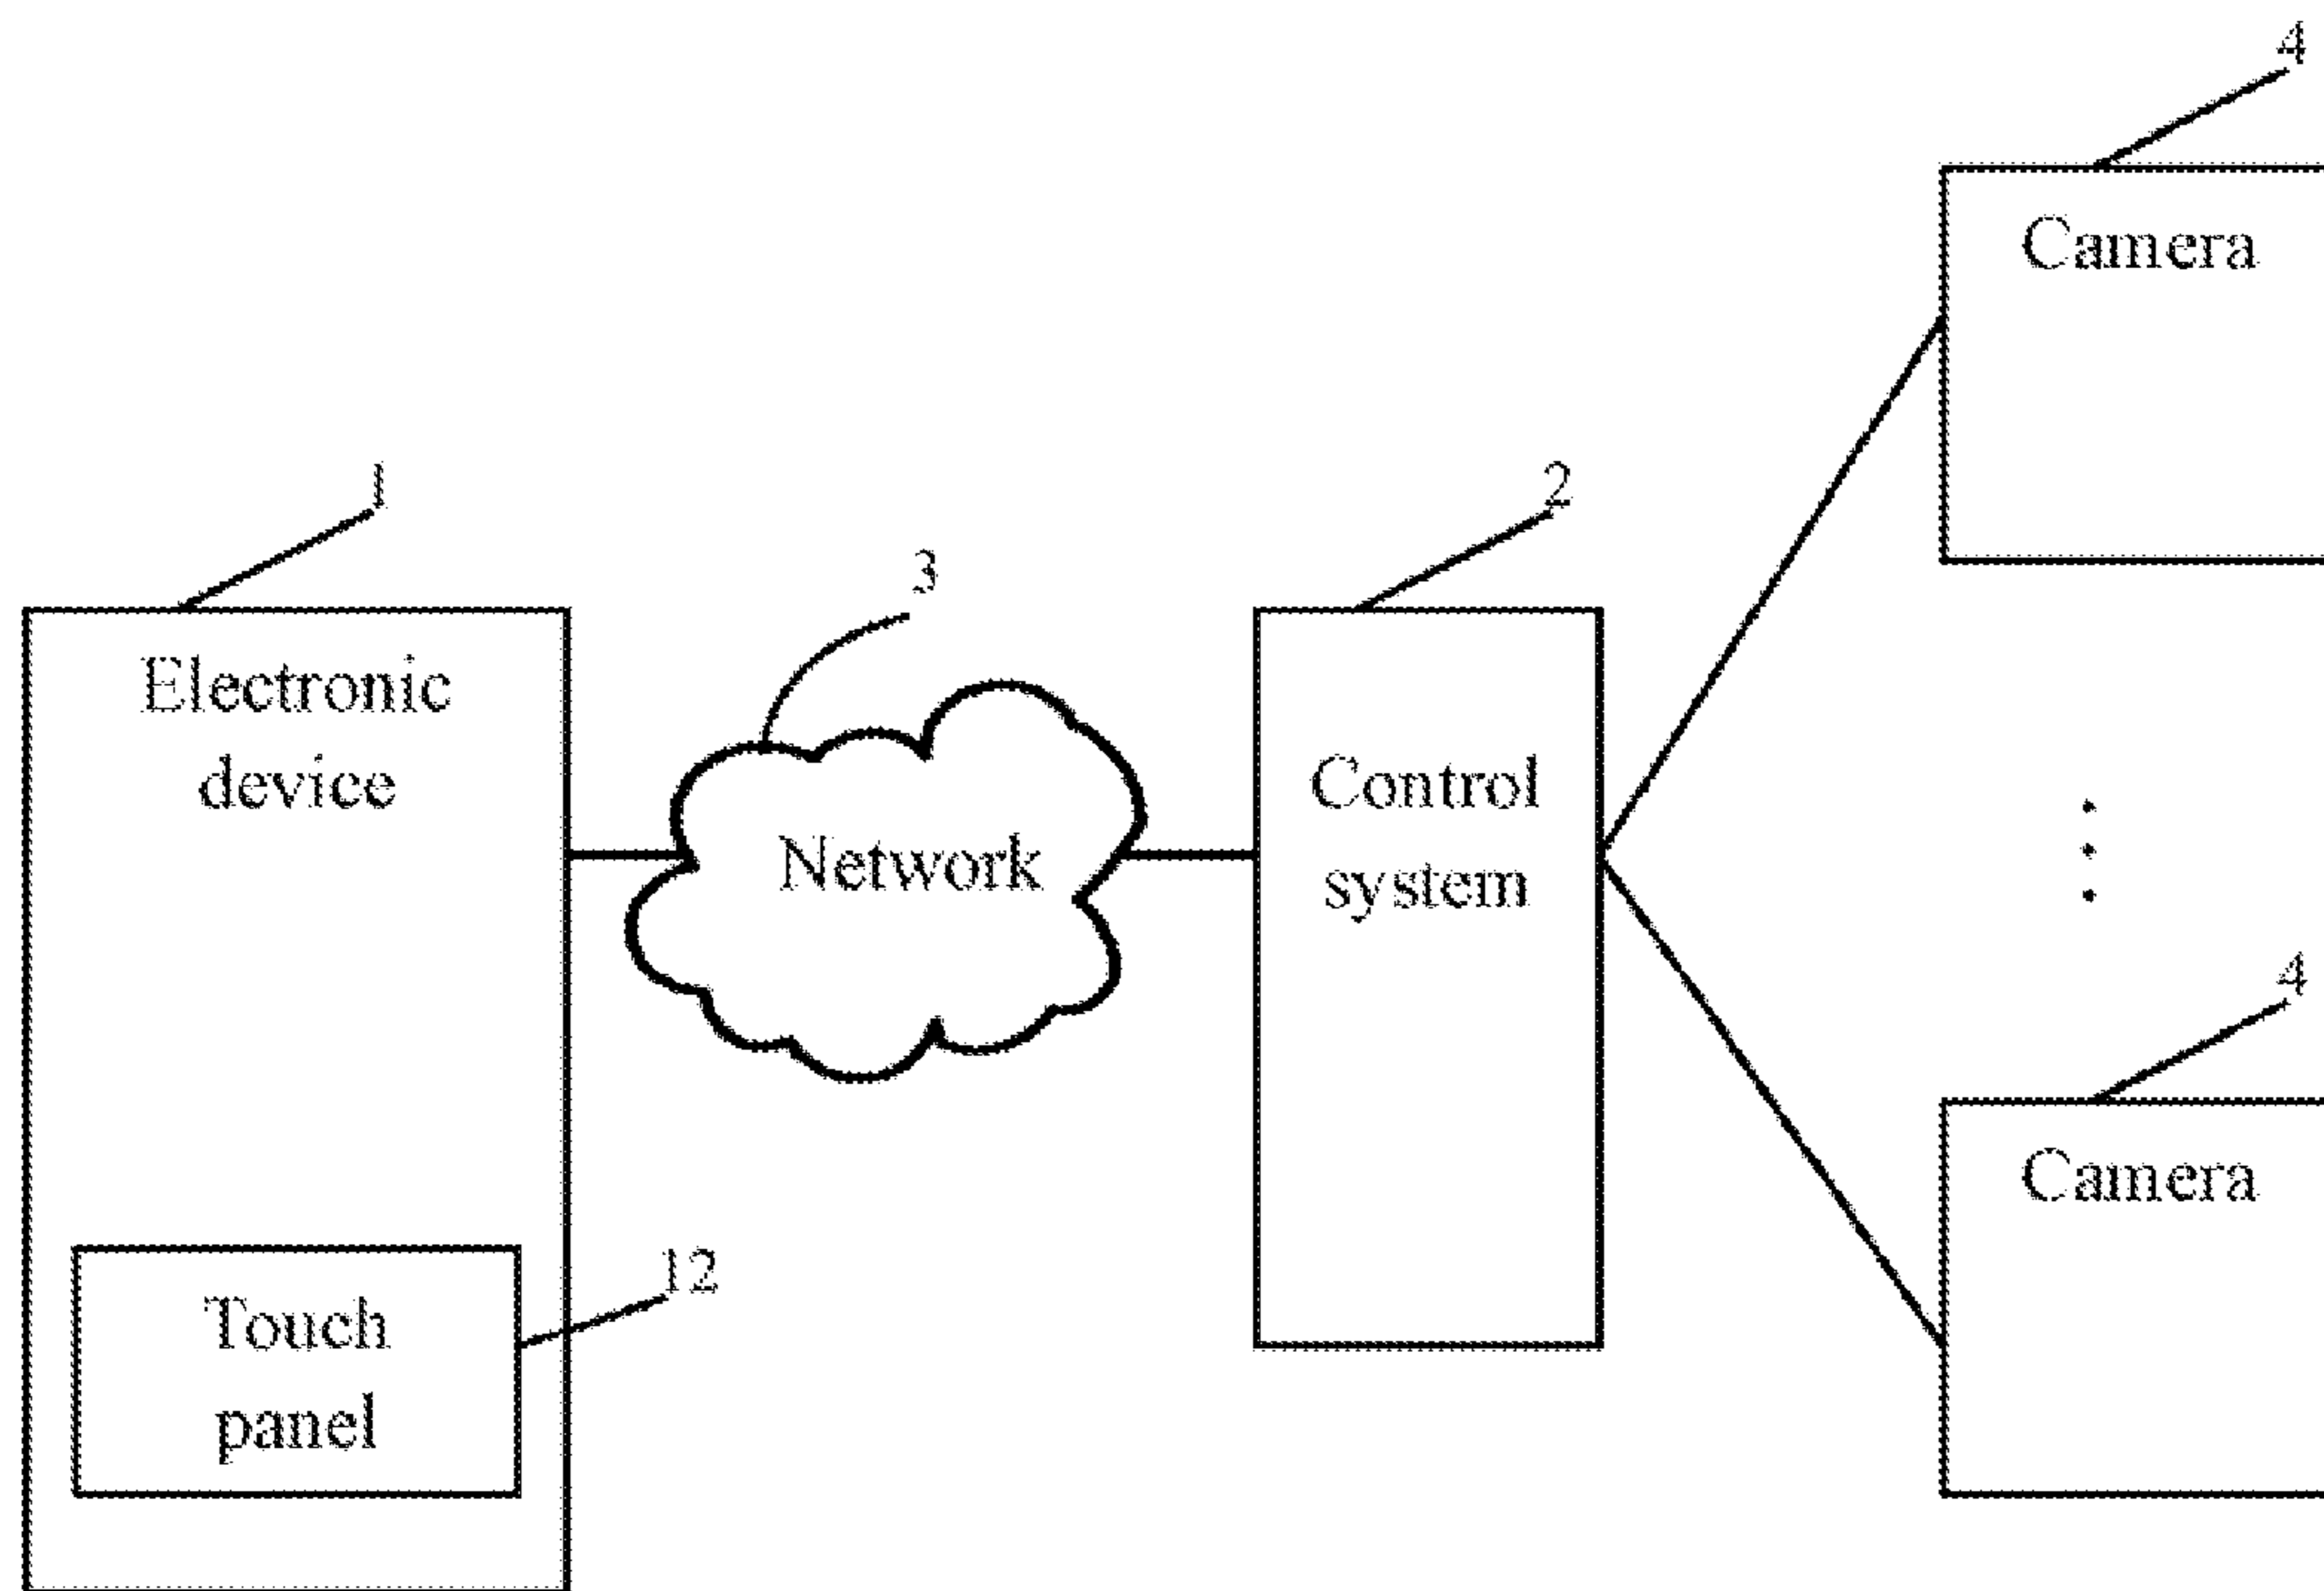 4
Camera
1
2
3
Electronic
device
Network
Control
system
4
Camera
12
Touch
panel